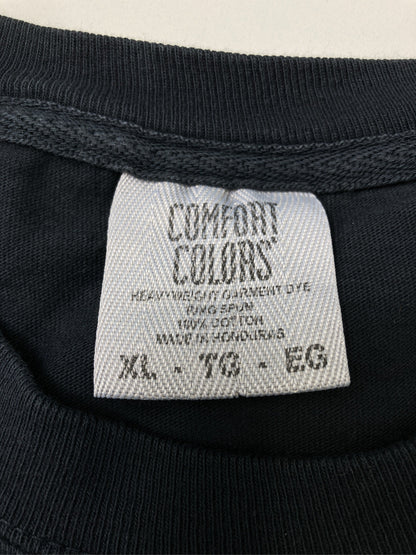 COMFORT
COLORS
HEAVYWEIGHT GARMENT DYE
RING SPUN
100% COTTON
MADE IN HONDURAS
XL - TG - EG